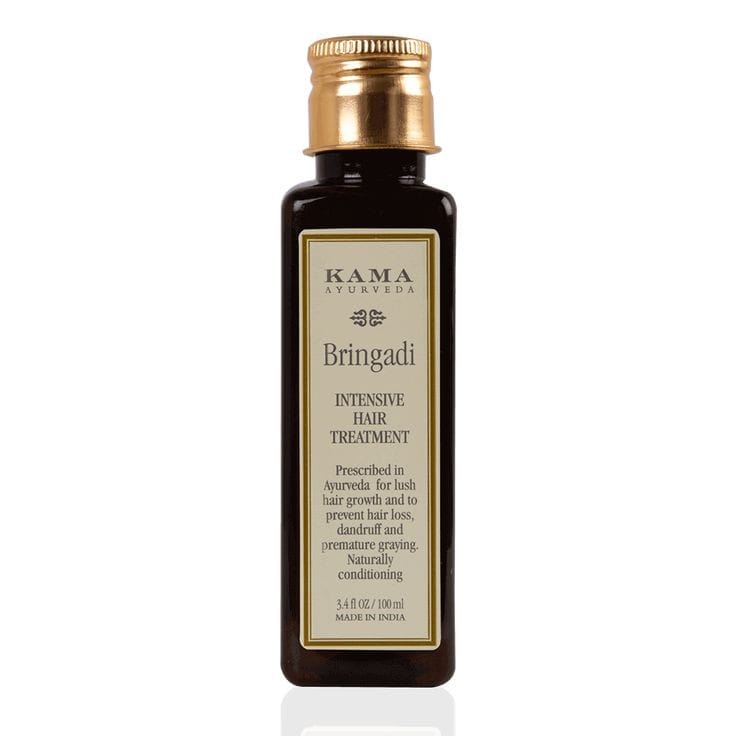 KAMA
AYURVEDA
Bringadi
INTENSIVE
HAIR
TREATMENT
Prescribed in
Ayurveda for lush
hair growth and to
prevent hair loss,
dandruff and
premature graying.
Naturally
conditioning
3.4 fl OZ / 100 ml
MADE IN INDIA